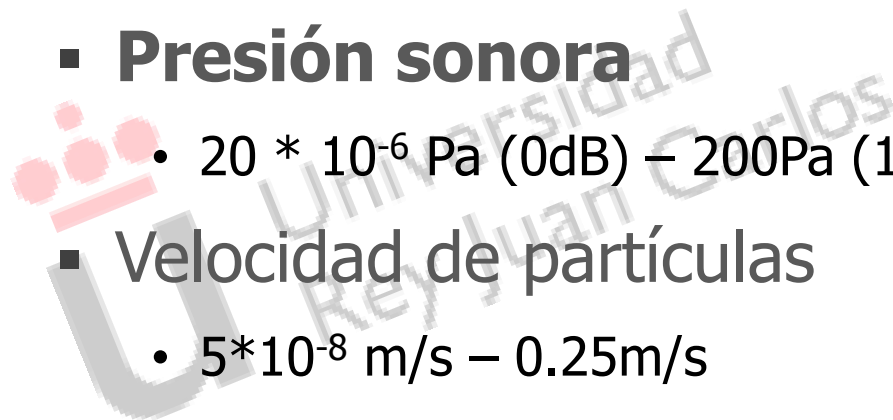 ▪ Presión sonora
• 20 * 10⁻⁶ Pa (0dB) – 200Pa (1
▪ Velocidad de partículas
• 5*10⁻⁸ m/s – 0.25m/s
Universidad
Rey Juan Carlos